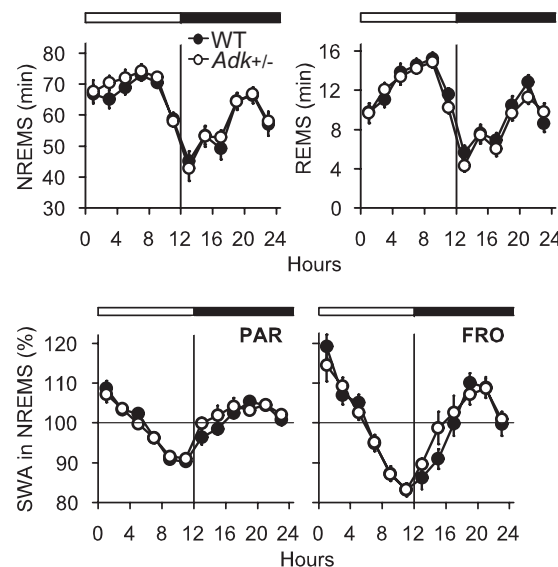 WT
Adk+/-
NREMS (min)
80
70
60
50
40
30
0 4 8 12 16 20 24
REMS (min)
16
12
8
4
0
0 4 8 12 16 20 24
Hours
PAR
FRO
SWA in NREMS (%)
120
110
100
90
80
0 4 8 12 16 20 24
0 4 8 12 16 20 24
Hours